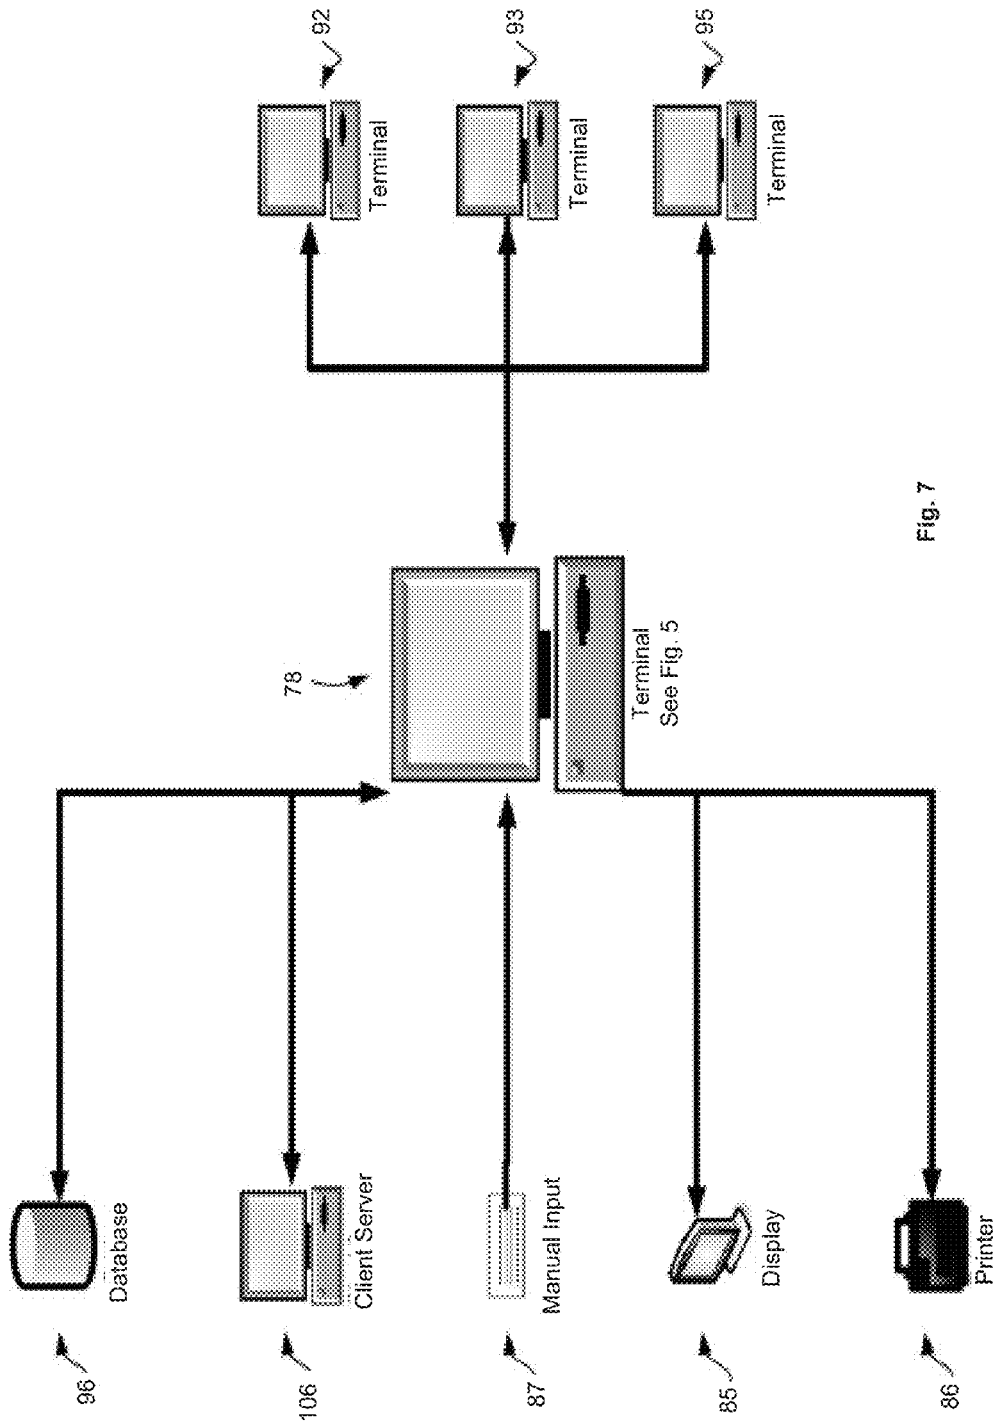 96
Database
106
Client Server
87
Manual Input
85
Display
86
Printer
78
Terminal
See Fig. 5
92
Terminal
93
Terminal
95
Terminal
Fig. 7